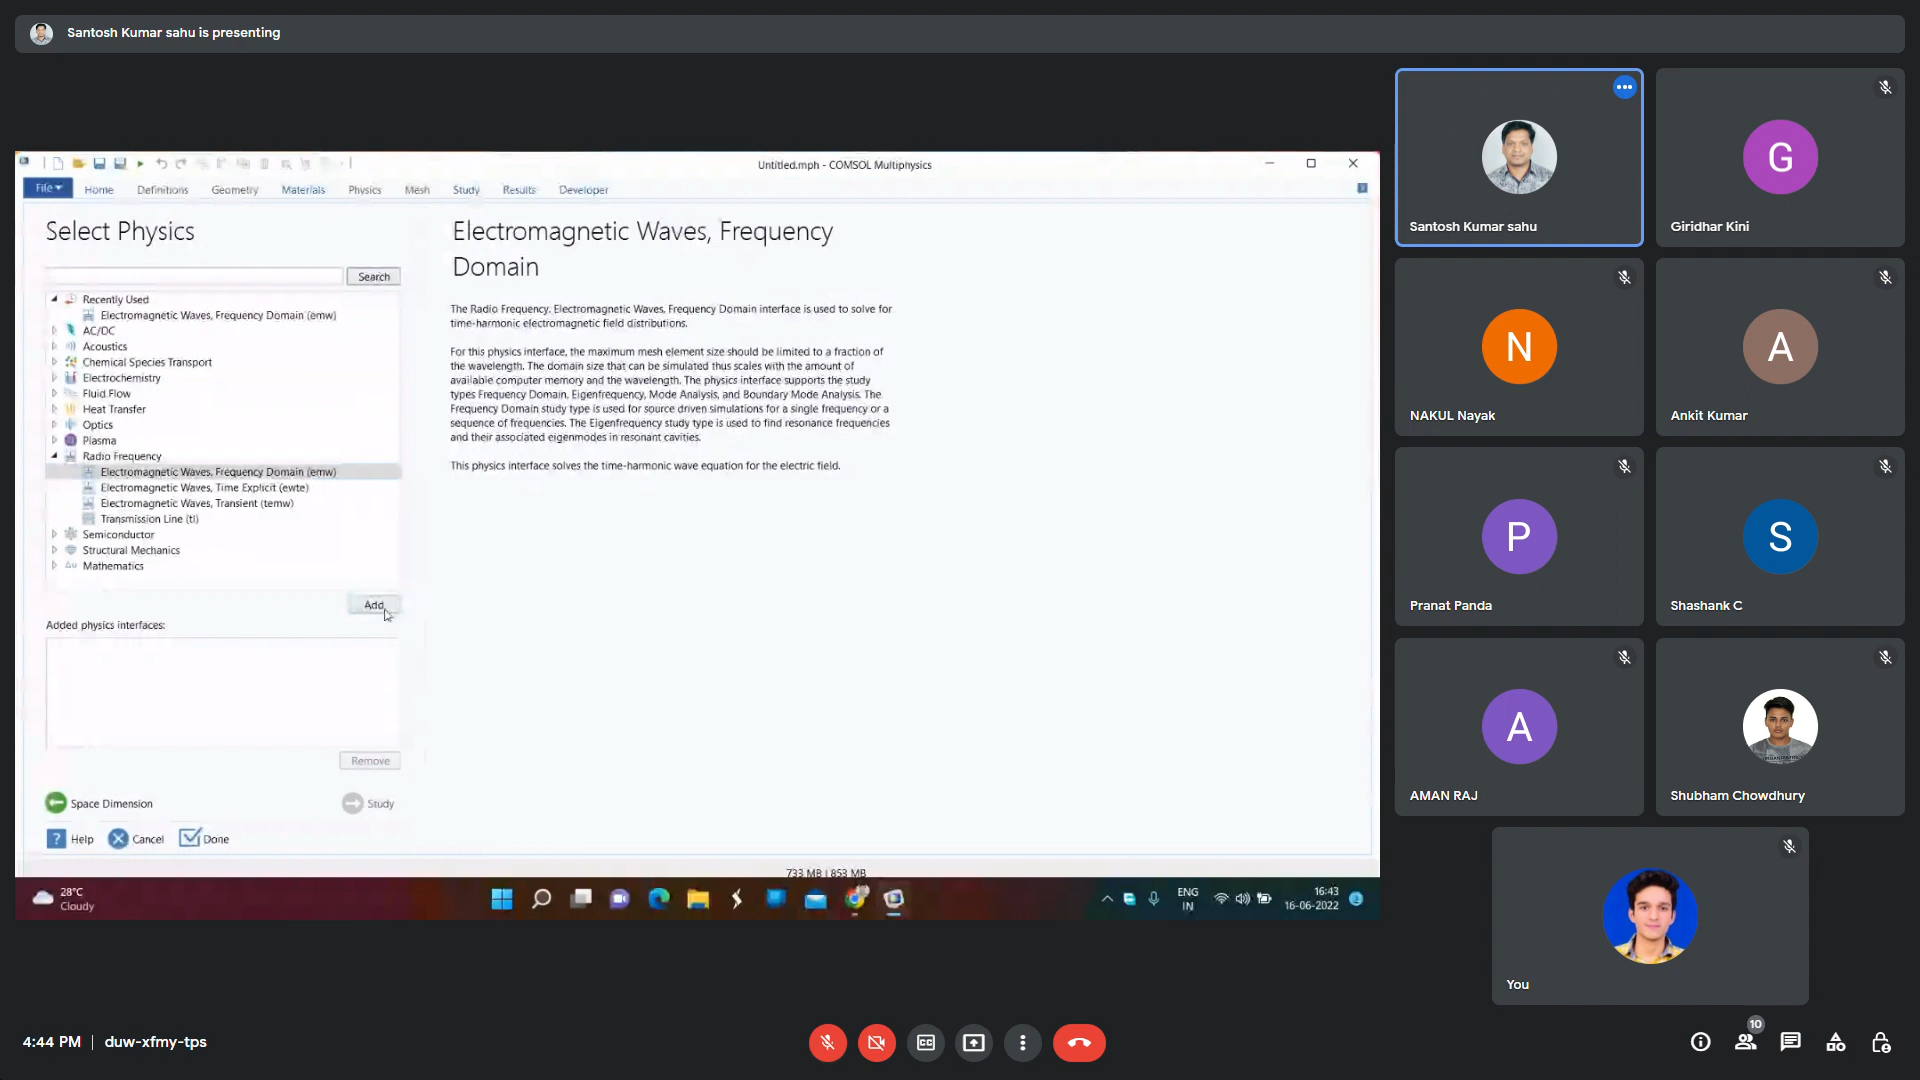 Santosh Kumar sahu is presenting
Untitled.mph - COMSOL Multiphysics
File Home Definitions Geometry Materials Physics Mesh Study Results Developer
Select Physics
Search
Recently Used
Electromagnetic Waves, Frequency Domain (emw)
AC/DC
Acoustics
Chemical Species Transport
Electrochemistry
Fluid Flow
Heat Transfer
Optics
Plasma
Radio Frequency
Electromagnetic Waves, Frequency Domain (emw)
Electromagnetic Waves, Time Explicit (ewte)
Electromagnetic Waves, Transient (temw)
Transmission Line (tl)
Semiconductor
Structural Mechanics
Δu Mathematics
Add
Added physics interfaces:
Remove
Space Dimension
Study
Help
Cancel
Done
Electromagnetic Waves, Frequency
Domain
The Radio Frequency, Electromagnetic Waves, Frequency Domain interface is used to solve for
time-harmonic electromagnetic field distributions.
For this physics interface, the maximum mesh element size should be limited to a fraction of
the wavelength. The domain size that can be simulated thus scales with the amount of
available computer memory and the wavelength. The physics interface supports the study
types Frequency Domain, Eigenfrequency, Mode Analysis, and Boundary Mode Analysis. The
Frequency Domain study type is used for source driven simulations for a single frequency or a
sequence of frequencies. The Eigenfrequency study type is used to find resonance frequencies
and their associated eigenmodes in resonant cavities.
This physics interface solves the time-harmonic wave equation for the electric field.
733 MB | 853 MB
28°C
Cloudy
ENG
IN
16:43
16-06-2022
Santosh Kumar sahu
G
Giridhar Kini
N
NAKUL Nayak
A
Ankit Kumar
P
Pranat Panda
S
Shashank C
A
AMAN RAJ
Shubham Chowdhury
You
4:44 PM | duw-xfmy-tps
CC
10